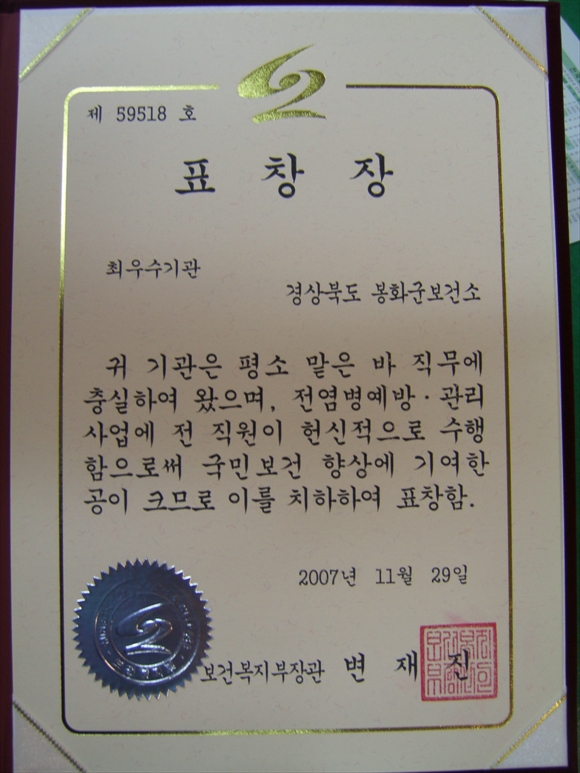 제 59518 호
표 창 장
최우수기관
경상북도 봉화군보건소
귀 기관은 평소 맡은 바 직무에
충실하여 왔으며, 전염병예방·관리
사업에 전 직원이 헌신적으로 수행
함으로써 국민보건 향상에 기여한
공이 크므로 이를 치하하여 표창함.
2007년 11월 29일
보건복지부장관 변 재 진